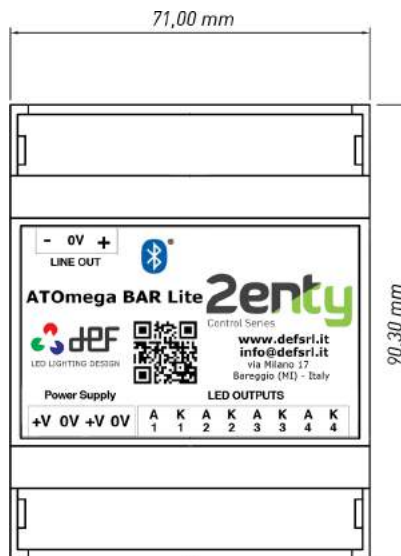 71,00 mm
90.30 mm
- 0V +
LINE OUT
ATOmega BAR Lite
2enty
Control Series
def
LED LIGHTING DESIGN
www.defsrl.it
info@defsrl.it
via Milano 17
Bareggio (MI) - Italy
Power Supply
LED OUTPUTS
+V 0V +V 0V
A K A K A K A K
1 1 2 2 3 3 4 4